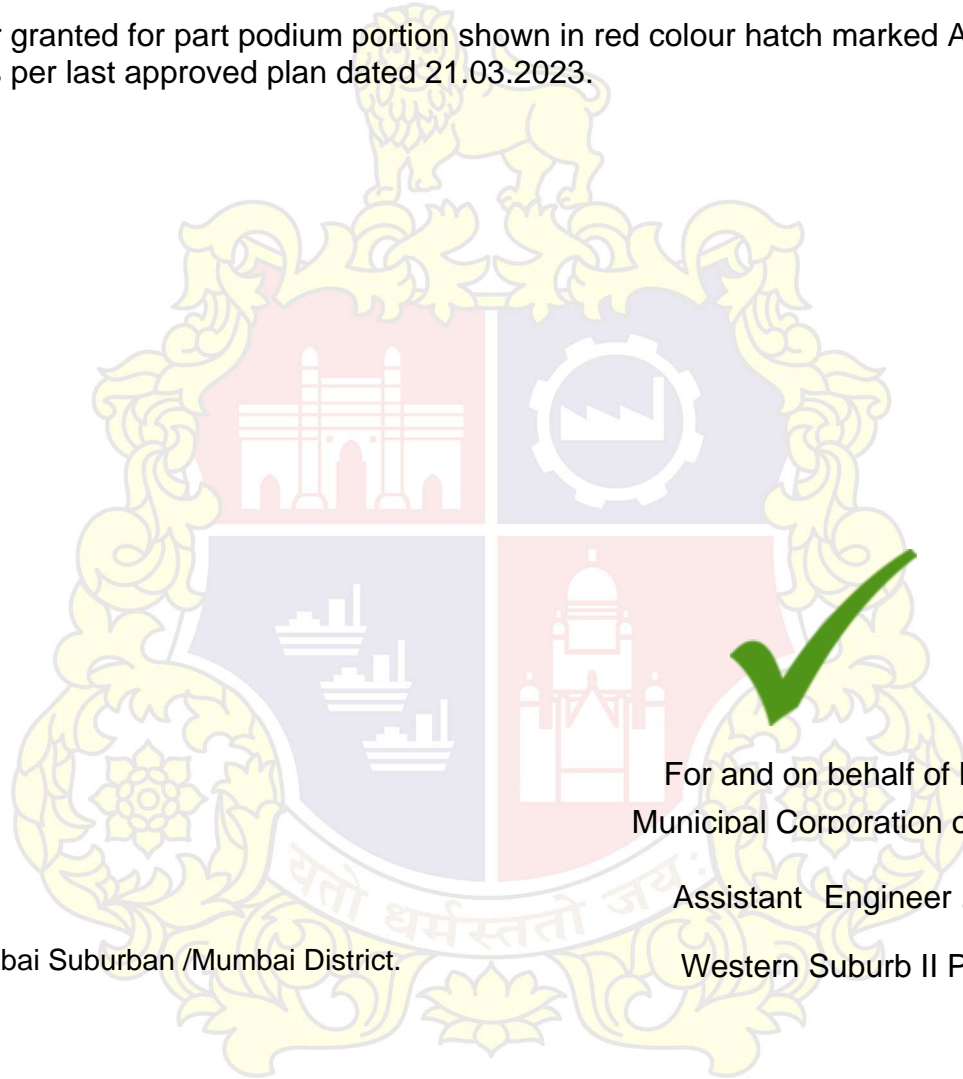 granted for part podium portion shown in red colour hatch marked A
per last approved plan dated 21.03.2023.
For and on behalf of
Municipal Corporation
Assistant Engineer
यतो धर्मस्ततो जय:
bai Suburban /Mumbai District.
Western Suburb II P